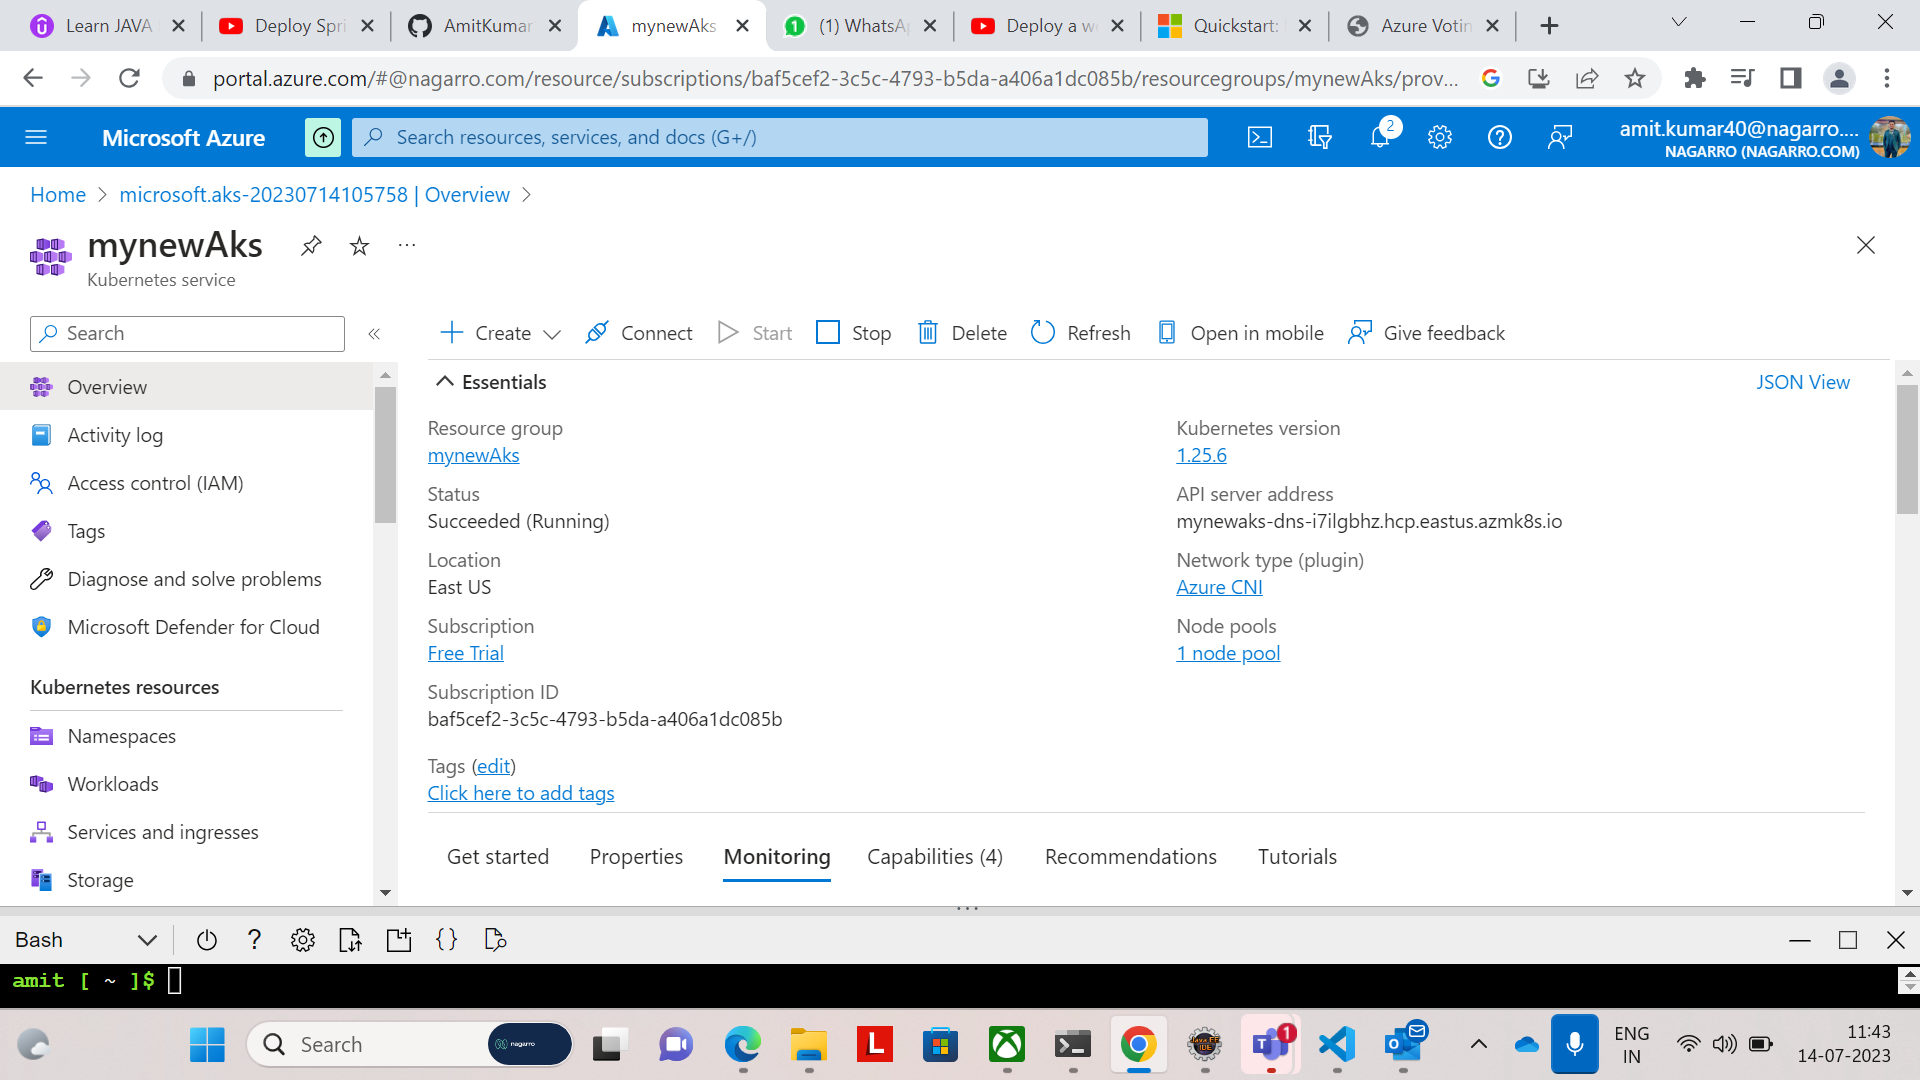 Learn JAVA
Deploy Spri
AmitKumar
mynewAks
(1) WhatsAp
Deploy a we
Quickstart:
Azure Votin
portal.azure.com/#@nagarro.com/resource/subscriptions/baf5cef2-3c5c-4793-b5da-a406a1dc085b/resourcegroups/mynewAks/prov...
Microsoft Azure
Search resources, services, and docs (G+/)
2
amit.kumar40@nagarro....
NAGARRO (NAGARRO.COM)
Home > microsoft.aks-20230714105758 | Overview >
mynewAks
Kubernetes service
Search
«
Create
Connect
Start
Stop
Delete
Refresh
Open in mobile
Give feedback
Overview
Activity log
Access control (IAM)
Tags
Diagnose and solve problems
Microsoft Defender for Cloud
Kubernetes resources
Namespaces
Workloads
Services and ingresses
Storage
Essentials
JSON View
Resource group
mynewAks
Status
Succeeded (Running)
Location
East US
Subscription
Free Trial
Subscription ID
baf5cef2-3c5c-4793-b5da-a406a1dc085b
Tags (edit)
Click here to add tags
Kubernetes version
1.25.6
API server address
mynewaks-dns-i7ilgbhz.hcp.eastus.azmk8s.io
Network type (plugin)
Azure CNI
Node pools
1 node pool
Get started
Properties
Monitoring
Capabilities (4)
Recommendations
Tutorials
Bash
?
{}
amit [ ~ ]$
Search
nagarro
1
ENG
IN
11:43
14-07-2023